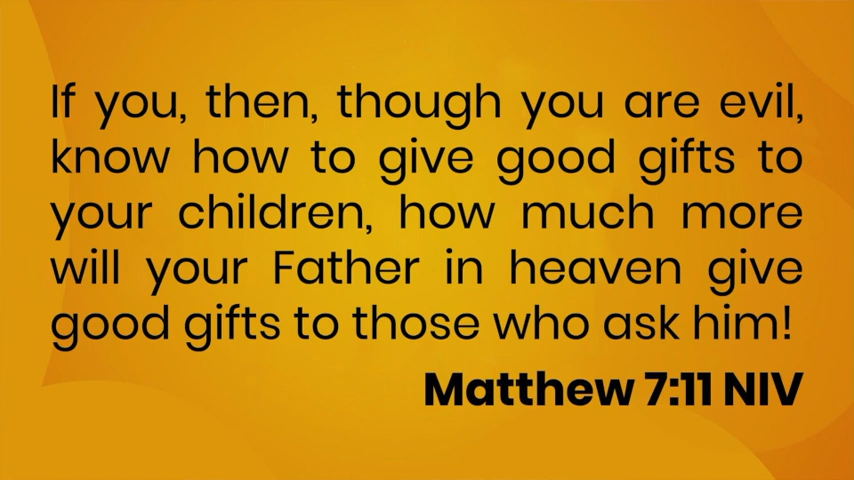 If you, then, though you are evil,
know how to give good gifts to
your children, how much more
will your Father in heaven give
good gifts to those who ask him!
Matthew 7:11 NIV